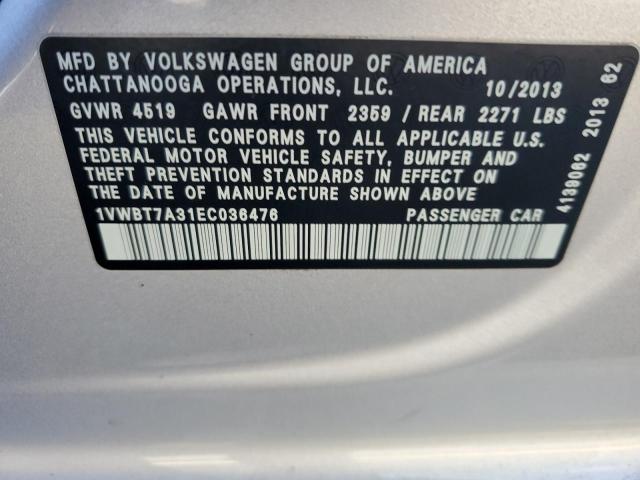 MFD BY VOLKSWAGEN GROUP OF AMERICA
CHATTANOOGA OPERATIONS, LLC. 10/2013
GVWR 4519 GAWR FRONT 2359 / REAR 2271 LBS
THIS VEHICLE CONFORMS TO ALL APPLICABLE U.S.
FEDERAL MOTOR VEHICLE SAFETY, BUMPER AND
THEFT PREVENTION STANDARDS IN EFFECT ON
THE DATE OF MANUFACTURE SHOWN ABOVE
1VWBT7A31EC036476 PASSENGER CAR
4139062 2013 62